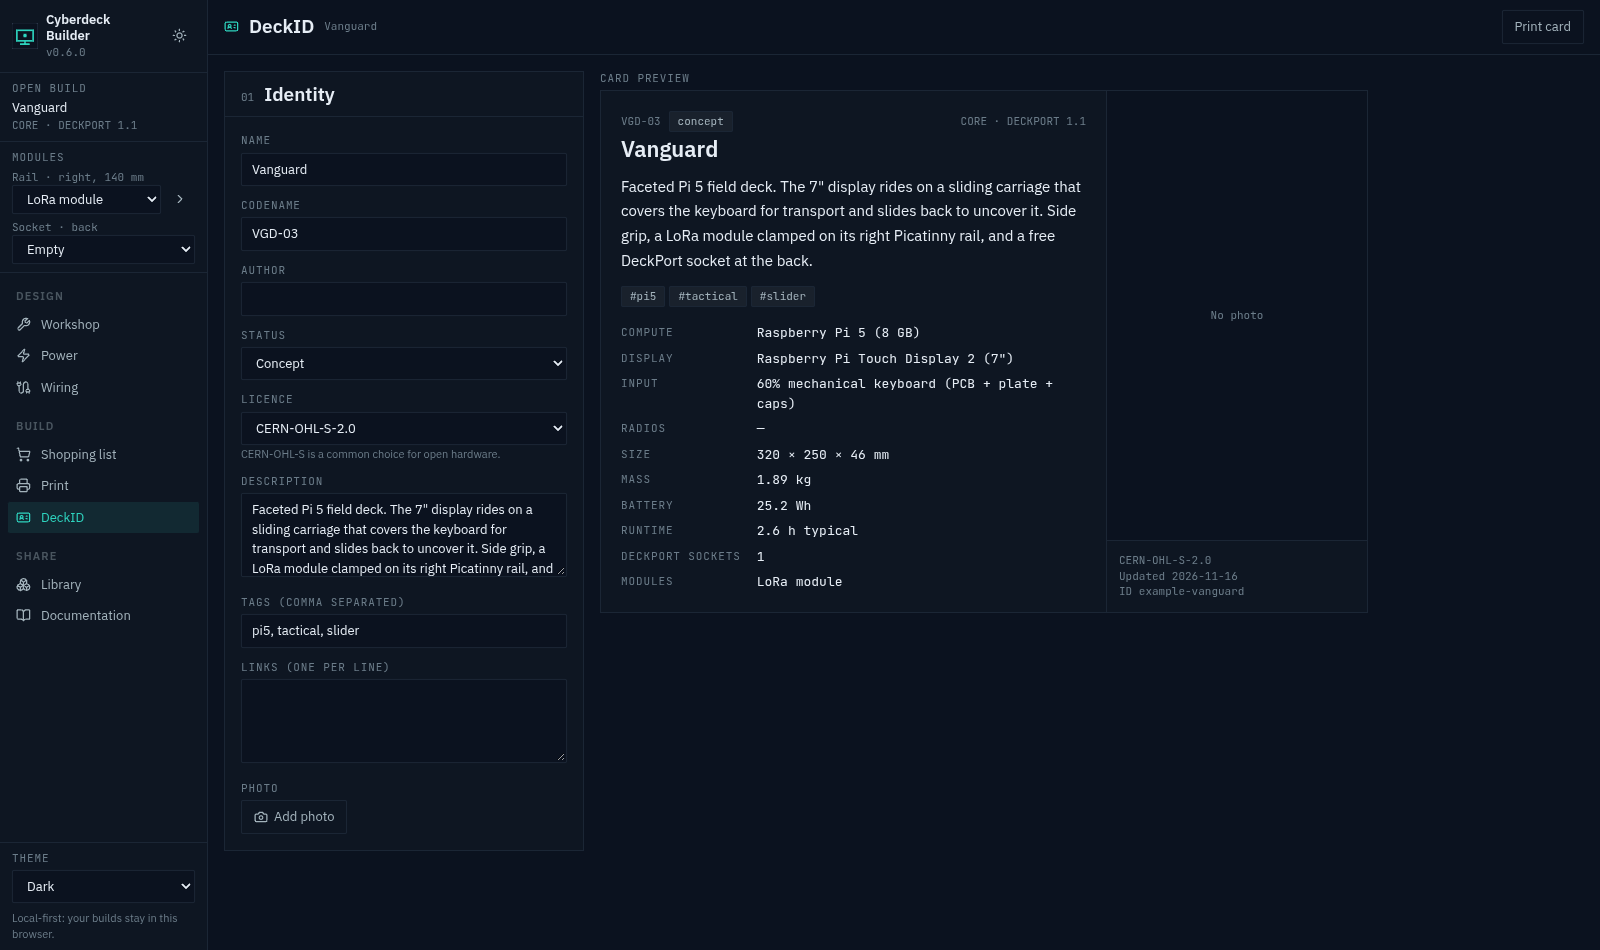 Cyberdeck
Builder
v0.6.0
OPEN BUILD
Vanguard
CORE · DECKPORT 1.1
MODULES
Rail · right, 140 mm
LoRa module
Socket · back
Empty
DESIGN
Workshop
Power
Wiring
BUILD
Shopping list
Print
DeckID
SHARE
Library
Documentation
THEME
Dark
Local-first: your builds stay in this
browser.
DeckID Vanguard
Print card
01 Identity
NAME
Vanguard
CODENAME
VGD-03
AUTHOR
STATUS
Concept
LICENCE
CERN-OHL-S-2.0
CERN-OHL-S is a common choice for open hardware.
DESCRIPTION
Faceted Pi 5 field deck. The 7" display rides on a
sliding carriage that covers the keyboard for
transport and slides back to uncover it. Side grip, a
LoRa module clamped on its right Picatinny rail, and
TAGS (COMMA SEPARATED)
pi5, tactical, slider
LINKS (ONE PER LINE)
PHOTO
Add photo
CARD PREVIEW
VGD-03 concept CORE · DECKPORT 1.1
Vanguard
Faceted Pi 5 field deck. The 7" display rides on a sliding carriage that
covers the keyboard for transport and slides back to uncover it. Side
grip, a LoRa module clamped on its right Picatinny rail, and a free
DeckPort socket at the back.
#pi5 #tactical #slider
COMPUTE Raspberry Pi 5 (8 GB)
DISPLAY Raspberry Pi Touch Display 2 (7")
INPUT 60% mechanical keyboard (PCB + plate +
caps)
RADIOS —
SIZE 320 × 250 × 46 mm
MASS 1.89 kg
BATTERY 25.2 Wh
RUNTIME 2.6 h typical
DECKPORT SOCKETS 1
MODULES LoRa module
No photo
CERN-OHL-S-2.0
Updated 2026-11-16
ID example-vanguard